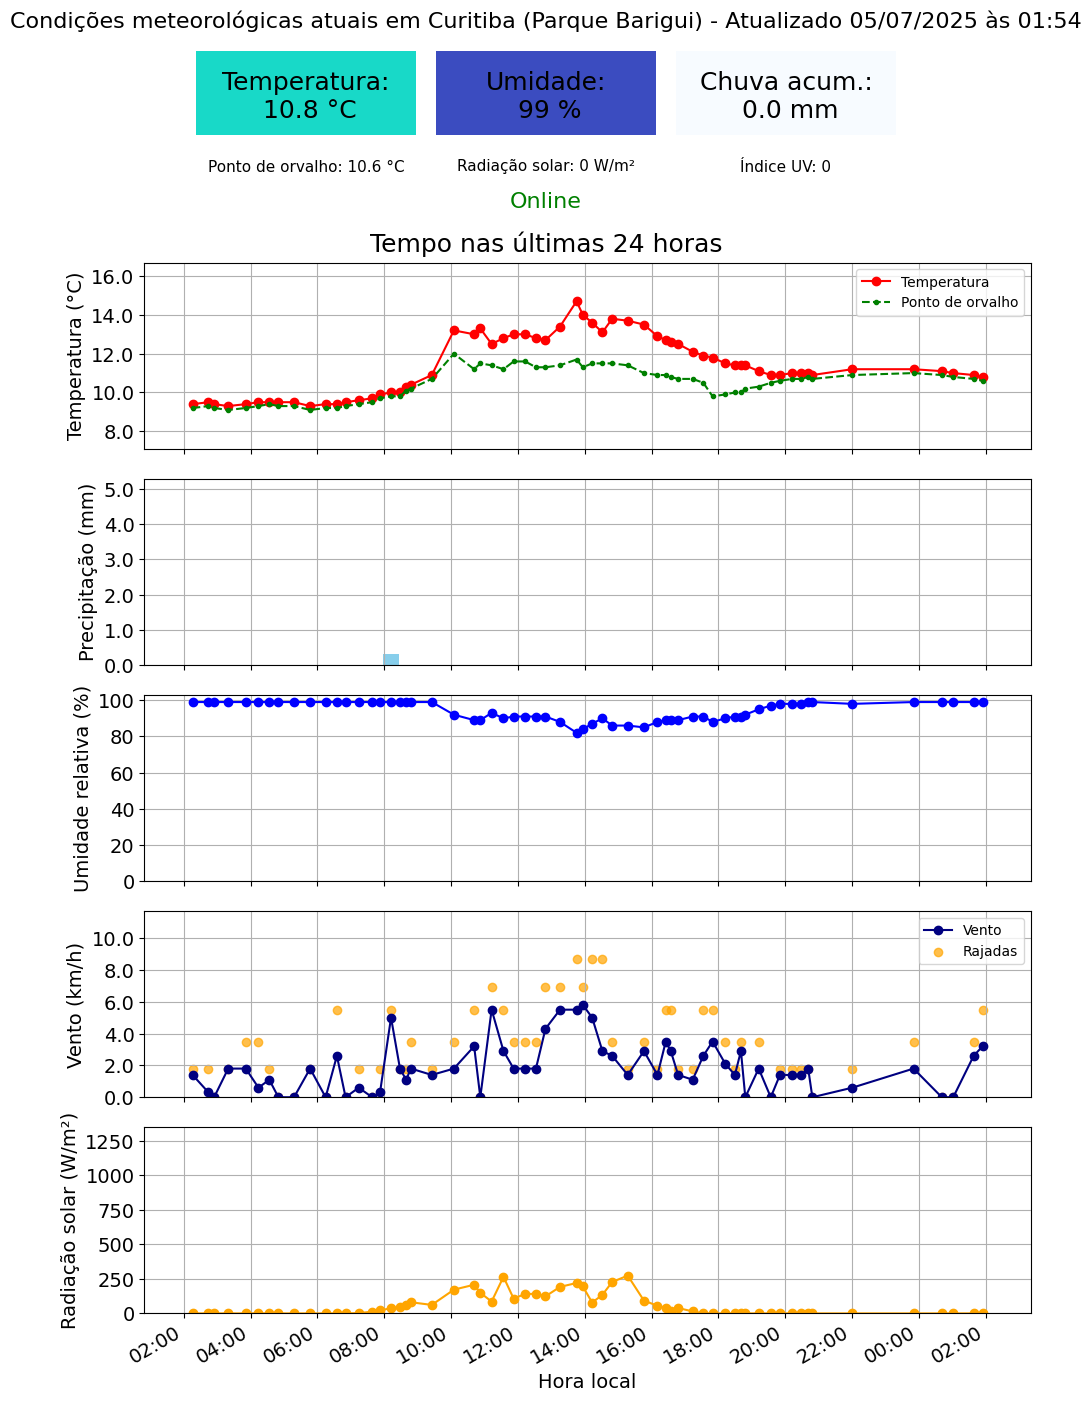 Condições meteorológicas atuais em Curitiba (Parque Barigui) - Atualizado 05/07/2025 às 01:54
Temperatura:
10.8 °C
Umidade:
99 %
Chuva acum.:
0.0 mm
Ponto de orvalho: 10.6 °C
Radiação solar: 0 W/m²
Índice UV: 0
Online
Tempo nas últimas 24 horas
Temperatura (°C)
16.0
14.0
12.0
10.0
8.0
Temperatura
Ponto de orvalho
Precipitação (mm)
5.0
4.0
3.0
2.0
1.0
0.0
Umidade relativa (%)
100
80
60
40
20
0
Vento (km/h)
10.0
8.0
6.0
4.0
2.0
0.0
Vento
Rajadas
Radiação solar (W/m²)
1250
1000
750
500
250
0
02:00
04:00
06:00
08:00
10:00
12:00
14:00
16:00
18:00
20:00
22:00
00:00
02:00
Hora local